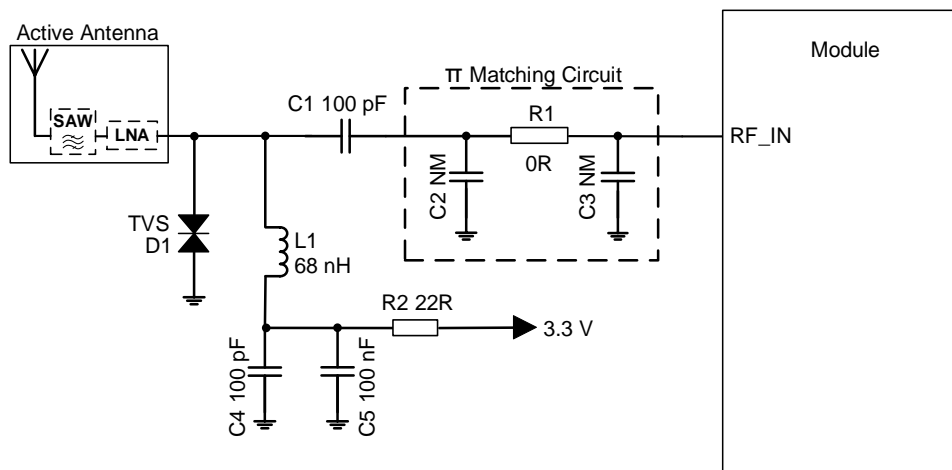 Active Antenna
Module
π Matching Circuit
C1 100 pF
R1
SAW
LNA
RF_IN
0R
C2 NM
C3 NM
TVS
D1
L1
68 nH
R2 22R
3.3 V
C4 100 pF
C5 100 nF